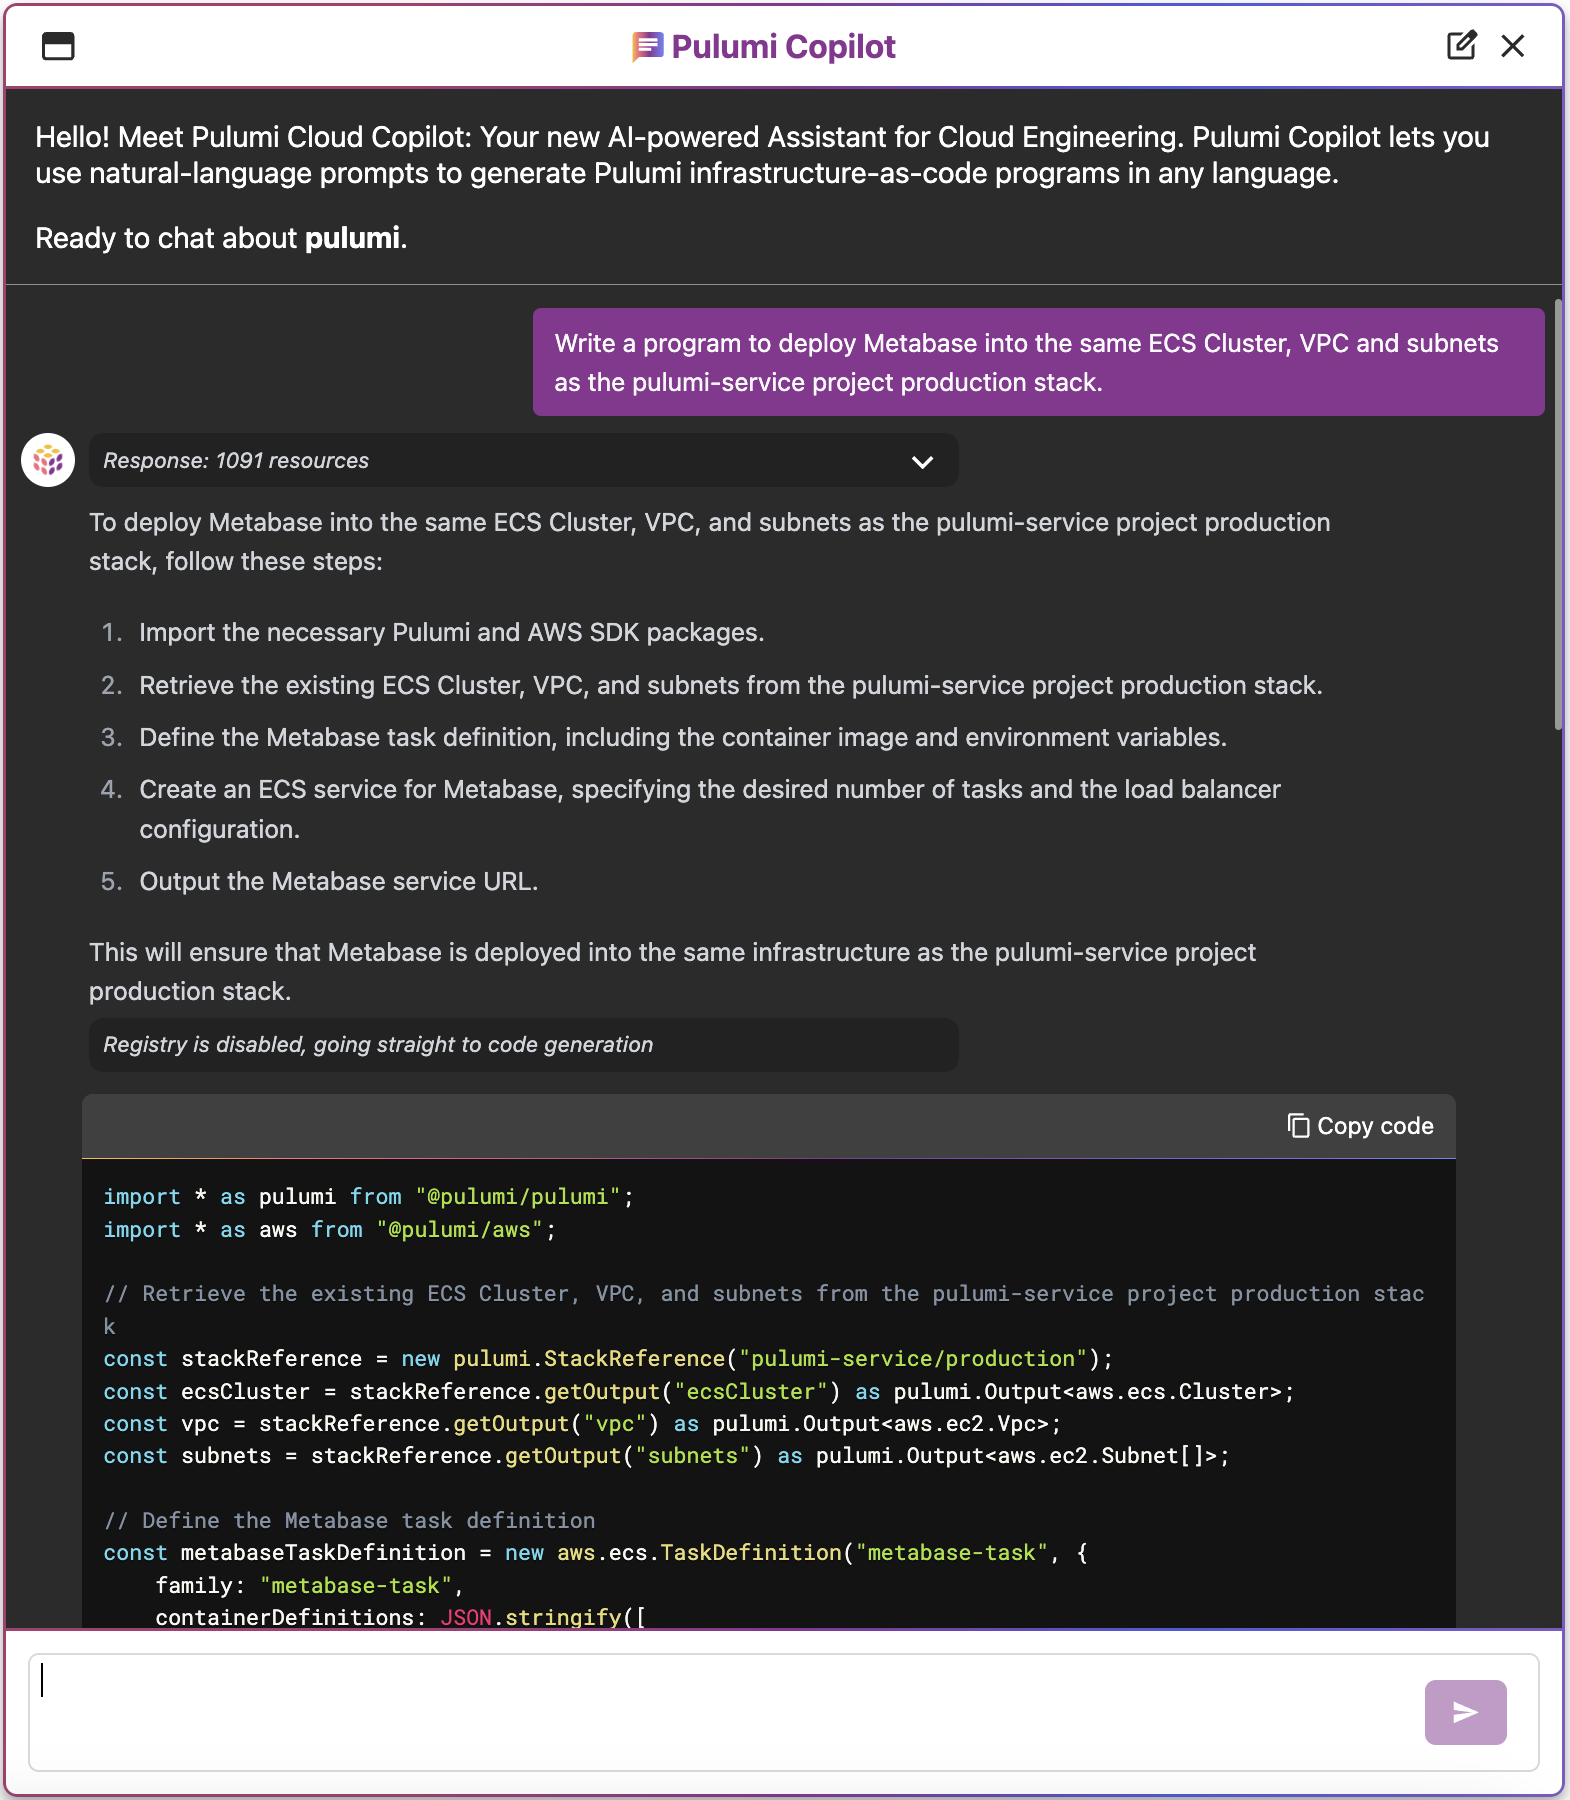 Pulumi Copilot
Hello! Meet Pulumi Cloud Copilot: Your new AI-powered Assistant for Cloud Engineering. Pulumi Copilot lets you
use natural-language prompts to generate Pulumi infrastructure-as-code programs in any language.
Ready to chat about pulumi.
Write a program to deploy Metabase into the same ECS Cluster, VPC and subnets
as the pulumi-service project production stack.
Response: 1091 resources
To deploy Metabase into the same ECS Cluster, VPC, and subnets as the pulumi-service project production
stack, follow these steps:
1. Import the necessary Pulumi and AWS SDK packages.
2. Retrieve the existing ECS Cluster, VPC, and subnets from the pulumi-service project production stack.
3. Define the Metabase task definition, including the container image and environment variables.
4. Create an ECS service for Metabase, specifying the desired number of tasks and the load balancer
configuration.
5. Output the Metabase service URL.
This will ensure that Metabase is deployed into the same infrastructure as the pulumi-service project
production stack.
Registry is disabled, going straight to code generation
Copy code
import * as pulumi from "@pulumi/pulumi";
import * as aws from "@pulumi/aws";
// Retrieve the existing ECS Cluster, VPC, and subnets from the pulumi-service project production stac
k
const stackReference = new pulumi.StackReference("pulumi-service/production");
const ecsCluster = stackReference.getOutput("ecsCluster") as pulumi.Output<aws.ecs.Cluster>;
const vpc = stackReference.getOutput("vpc") as pulumi.Output<aws.ec2.Vpc>;
const subnets = stackReference.getOutput("subnets") as pulumi.Output<aws.ec2.Subnet[]>;
// Define the Metabase task definition
const metabaseTaskDefinition = new aws.ecs.TaskDefinition("metabase-task", {
    family: "metabase-task",
    containerDefinitions: JSON.stringify([